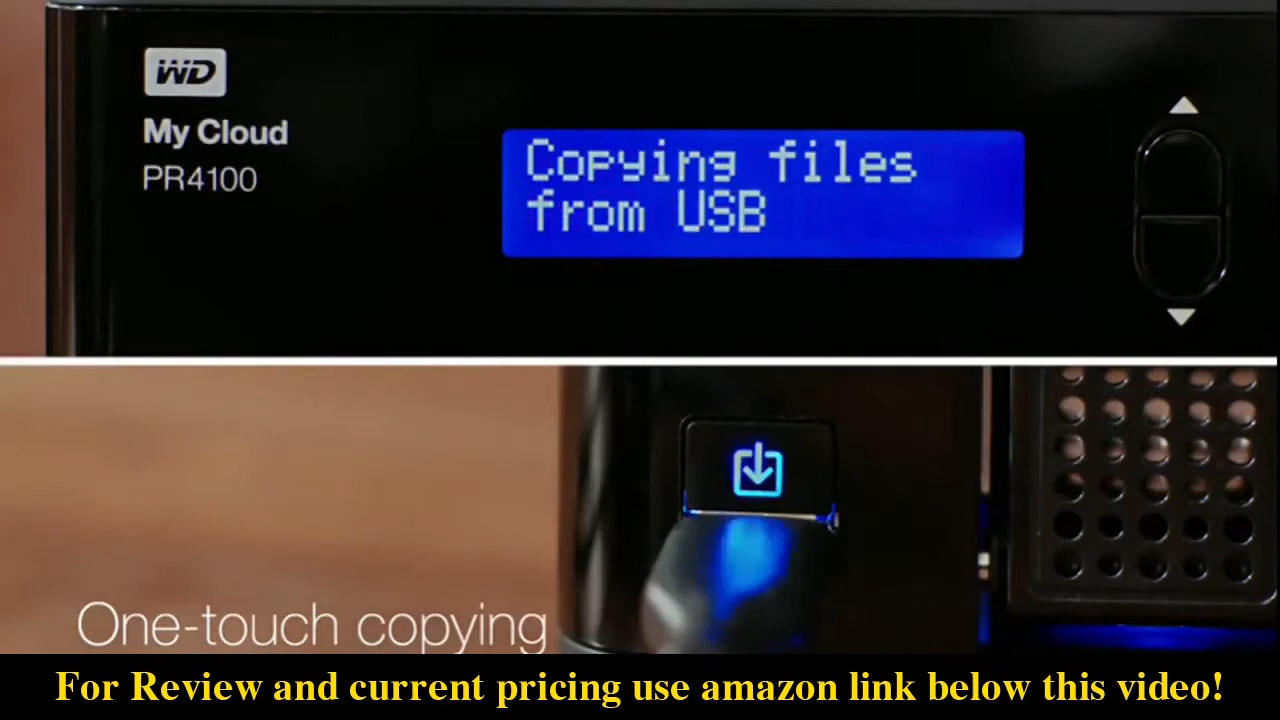 WD
My Cloud
PR4100
Copying files
from USB
One-touch copying
For Review and current pricing use amazon link below this video!